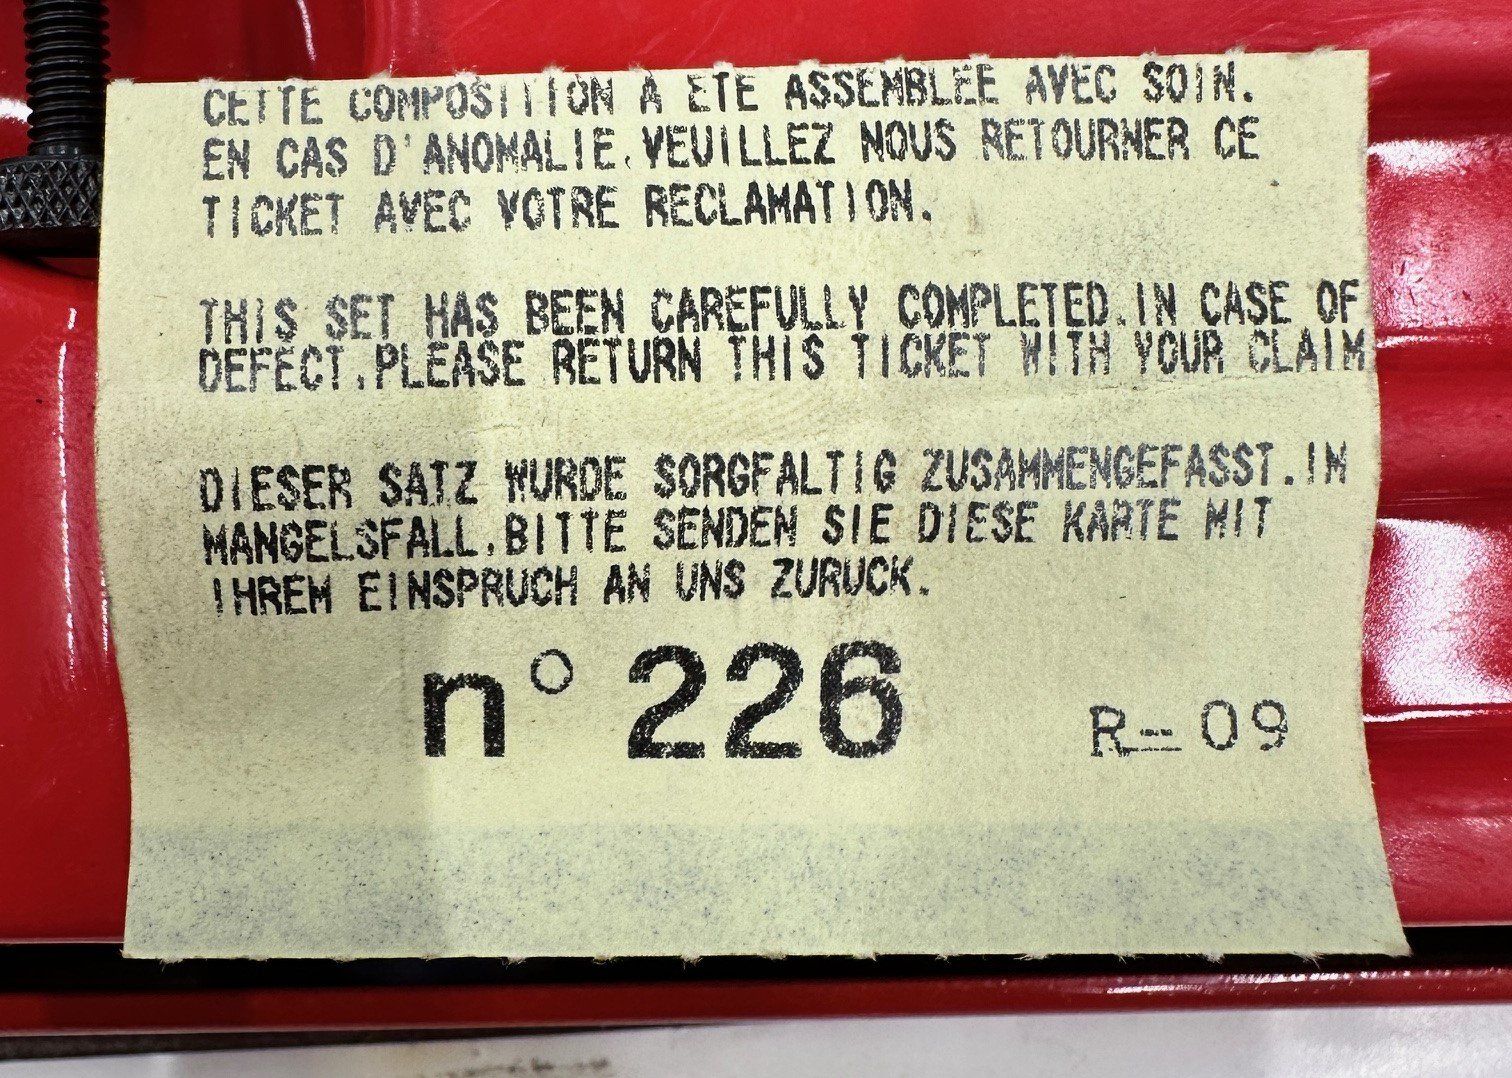 CETTE COMPOSITION A ETE ASSEMBLEE AVEC SOIN.
EN CAS D'ANOMALIE.VEUILLEZ NOUS RETOURNER CE
TICKET AVEC VOTRE RECLAMATION.
THIS SET HAS BEEN CAREFULLY COMPLETED.IN CASE OF
DEFECT.PLEASE RETURN THIS TICKET WITH YOUR CLAIM
DIESER SATZ WURDE SORGFALTIG ZUSAMMENGEFASST.IM
MANGELSFALL.BITTE SENDEN SIE DIESE KARTE MIT
IHREM EINSPRUCH AN UNS ZURUCK.
n° 226
R-09